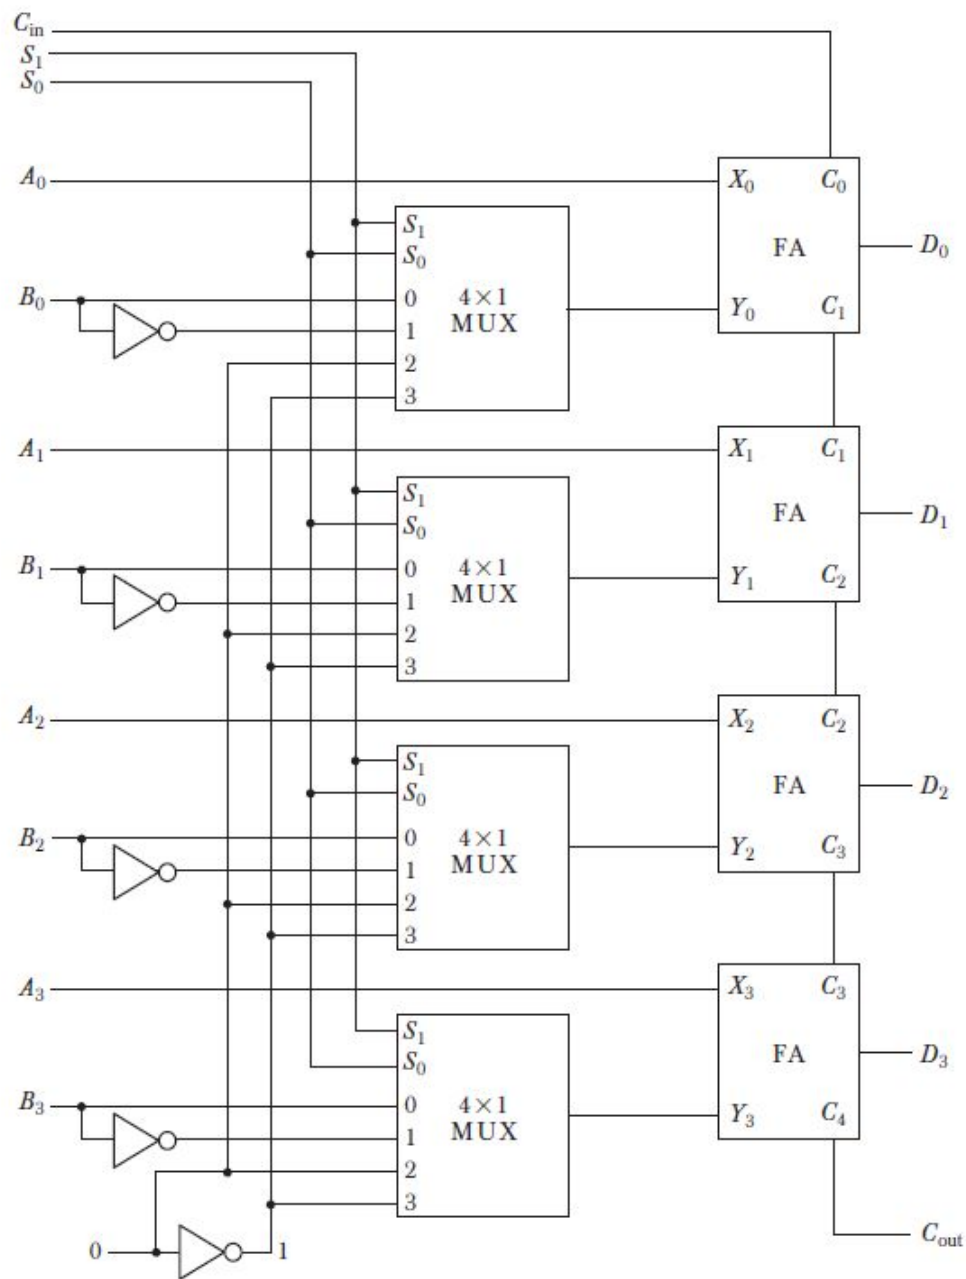 C_in
S_1
S_0
A_0
X_0 C_0
S_1
S_0
FA
D_0
B_0
0
4×1
MUX
Y_0 C_1
1
2
3
A_1
X_1 C_1
S_1
S_0
FA
D_1
B_1
0
4×1
MUX
Y_1 C_2
1
2
3
A_2
X_2 C_2
S_1
S_0
FA
D_2
B_2
0
4×1
MUX
Y_2 C_3
1
2
3
A_3
X_3 C_3
S_1
S_0
FA
D_3
B_3
0
4×1
MUX
Y_3 C_4
1
2
3
0
1
C_out